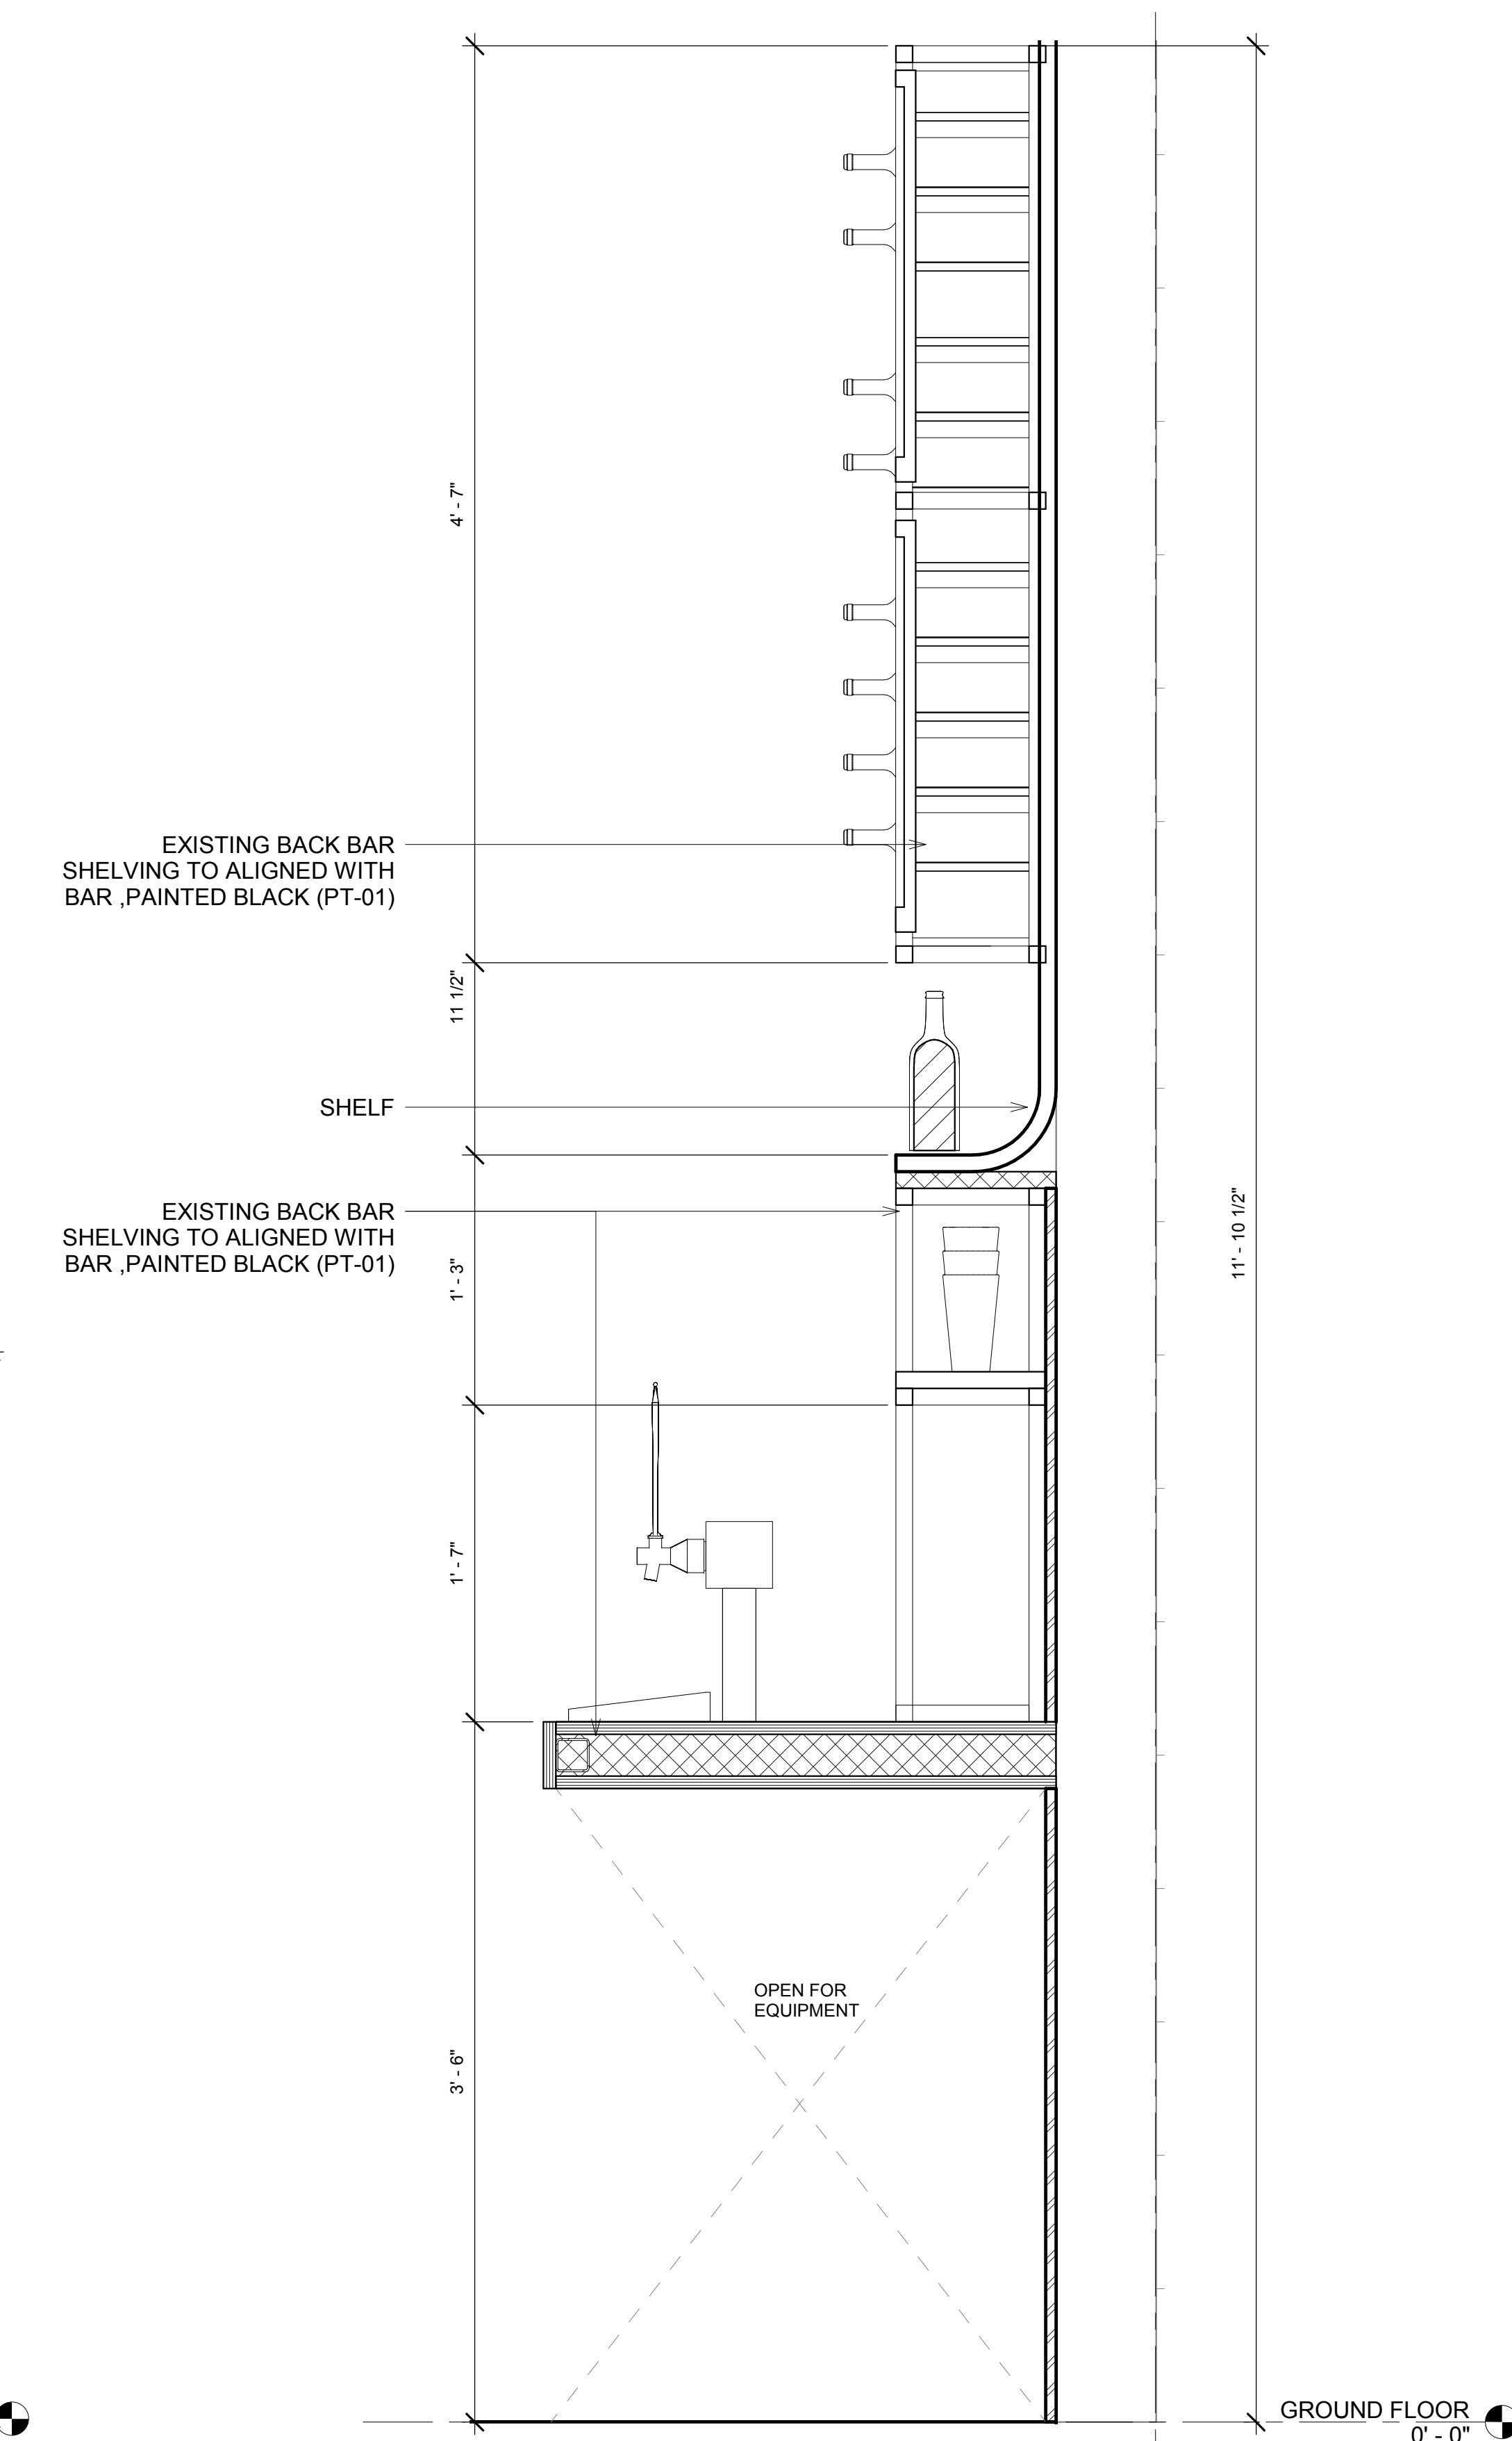 4' - 7"
EXISTING BACK BAR
SHELVING TO ALIGNED WITH
BAR ,PAINTED BLACK (PT-01)
11 1/2"
SHELF
EXISTING BACK BAR
SHELVING TO ALIGNED WITH
BAR ,PAINTED BLACK (PT-01)
1' - 3"
11' - 10 1/2"
1' - 7"
OPEN FOR
EQUIPMENT
3' - 6"
GROUND FLOOR
0' - 0"